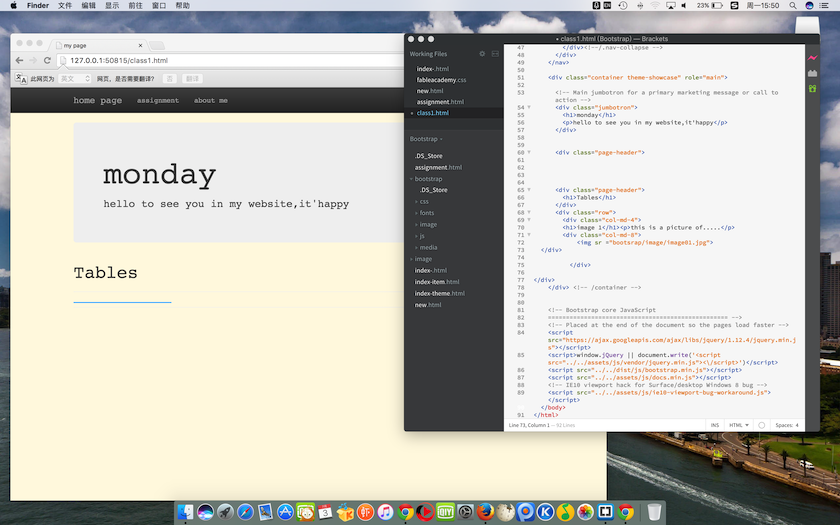 Finder 文件 编辑 显示 前往 窗口 帮助
23% 周一15:50
my page
127.0.0.1:50815/class1.html
此网页为 英文 网页，是否需要翻译？ 否 翻译
home page assignment about me
monday
hello to see you in my website,it'happy
Tables
• class1.html (Bootstrap) — Brackets
Working Files
index-.html
fableacademy.css
new.html
assignment.html
class1.html
Bootstrap
.DS_Store
assignment.html
bootstrap
.DS_Store
css
fonts
image
js
media
image
index-.html
index-item.html
index-theme.html
new.html
47 </div><!--/.nav-collapse -->
48 </div>
49 </nav>
50
51 <div class="container theme-showcase" role="main">
52
53 <!-- Main jumbotron for a primary marketing message or call to
action -->
54 <div class="jumbotron">
55 <h1>monday</h1>
56 <p>hello to see you in my website,it'happy</p>
57 </div>
58
59
60 <div class="page-header">
61
62
63
64
65 <div class="page-header">
66 <h1>Tables</h1>
67 </div>
68 <div class="row">
69 <div class="col-md-4">
70 <h1>image 1</h1><p>this is a picture of.....</p>
71 <div class="col-md-8">
72 <img sr ="bootsrap/image/image01.jpg">
73 </div>
74
75 </div>
76
77 </div>
78 </div> <!-- /container -->
79
80
81 <!-- Bootstrap core JavaScript
82 ================================================== -->
83 <!-- Placed at the end of the document so the pages load faster -->
84 <script
src="https://ajax.googleapis.com/ajax/libs/jquery/1.12.4/jquery.min.j
s"></script>
85 <script>window.jQuery || document.write('<script
src="../../assets/js/vendor/jquery.min.js"><\/script>')</script>
86 <script src="../../dist/js/bootstrap.min.js"></script>
87 <script src="../../assets/js/docs.min.js"></script>
88 <!-- IE10 viewport hack for Surface/desktop Windows 8 bug -->
89 <script src="../../assets/js/ie10-viewport-bug-workaround.js">
</script>
90 </body>
91 </html>
Line 73, Column 1 — 92 Lines
INS HTML Spaces: 4